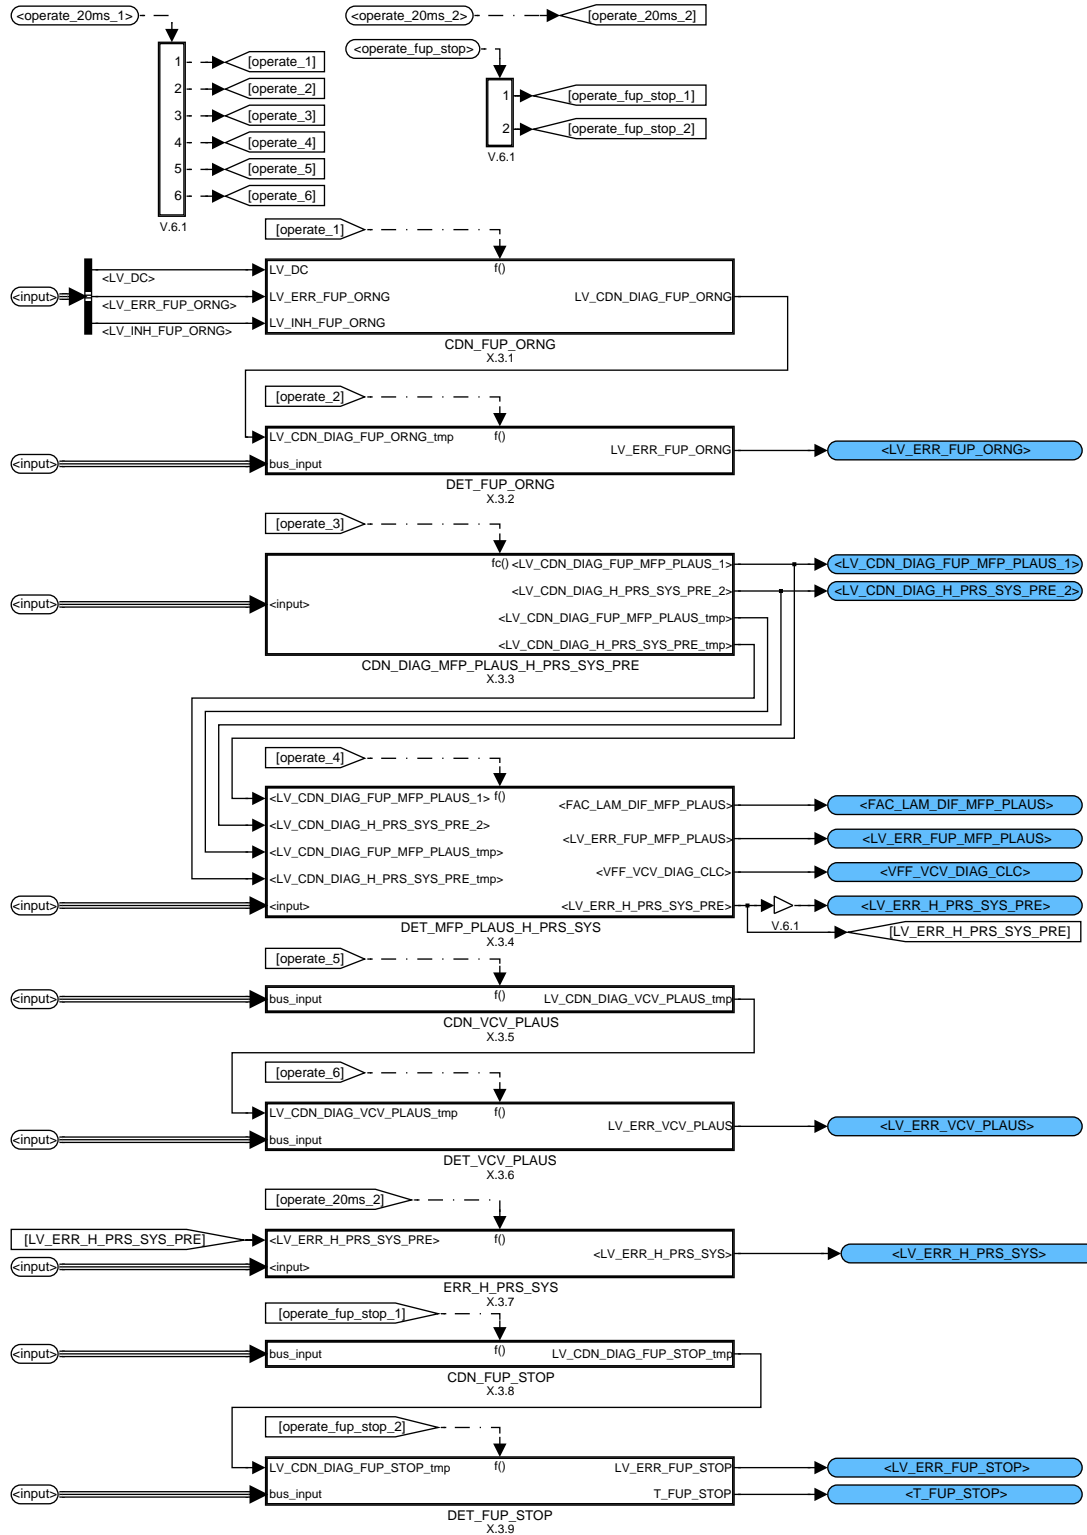 <operate_20ms_1>
<operate_20ms_2>
[operate_20ms_2]
<operate_fup_stop>
1
[operate_1]
2
[operate_2]
3
[operate_3]
4
[operate_4]
5
[operate_5]
6
[operate_6]
V.6.1
1
[operate_fup_stop_1]
2
[operate_fup_stop_2]
V.6.1
[operate_1]
f()
<input>
<LV_DC>
<LV_ERR_FUP_ORNG>
<LV_INH_FUP_ORNG>
LV_DC
LV_ERR_FUP_ORNG
LV_INH_FUP_ORNG
LV_CDN_DIAG_FUP_ORNG
CDN_FUP_ORNG
X.3.1
[operate_2]
LV_CDN_DIAG_FUP_ORNG_tmp
f()
<input>
bus_input
LV_ERR_FUP_ORNG
<LV_ERR_FUP_ORNG>
DET_FUP_ORNG
X.3.2
[operate_3]
fc()
<LV_CDN_DIAG_FUP_MFP_PLAUS_1>
<LV_CDN_DIAG_FUP_MFP_PLAUS_1>
<LV_CDN_DIAG_H_PRS_SYS_PRE_2>
<LV_CDN_DIAG_H_PRS_SYS_PRE_2>
<input>
<input>
<LV_CDN_DIAG_FUP_MFP_PLAUS_tmp>
<LV_CDN_DIAG_H_PRS_SYS_PRE_tmp>
CDN_DIAG_MFP_PLAUS_H_PRS_SYS_PRE
X.3.3
[operate_4]
<LV_CDN_DIAG_FUP_MFP_PLAUS_1>
f()
<FAC_LAM_DIF_MFP_PLAUS>
<FAC_LAM_DIF_MFP_PLAUS>
<LV_CDN_DIAG_H_PRS_SYS_PRE_2>
<LV_ERR_FUP_MFP_PLAUS>
<LV_ERR_FUP_MFP_PLAUS>
<LV_CDN_DIAG_FUP_MFP_PLAUS_tmp>
<VFF_VCV_DIAG_CLC>
<VFF_VCV_DIAG_CLC>
<LV_CDN_DIAG_H_PRS_SYS_PRE_tmp>
<input>
<input>
<LV_ERR_H_PRS_SYS_PRE>
V.6.1
<LV_ERR_H_PRS_SYS_PRE>
[LV_ERR_H_PRS_SYS_PRE]
DET_MFP_PLAUS_H_PRS_SYS
X.3.4
[operate_5]
<input>
bus_input
f()
LV_CDN_DIAG_VCV_PLAUS_tmp
CDN_VCV_PLAUS
X.3.5
[operate_6]
LV_CDN_DIAG_VCV_PLAUS_tmp
f()
<input>
bus_input
LV_ERR_VCV_PLAUS
<LV_ERR_VCV_PLAUS>
DET_VCV_PLAUS
X.3.6
[operate_20ms_2]
[LV_ERR_H_PRS_SYS_PRE]
<LV_ERR_H_PRS_SYS_PRE>
f()
<input>
<input>
<LV_ERR_H_PRS_SYS>
<LV_ERR_H_PRS_SYS>
ERR_H_PRS_SYS
X.3.7
[operate_fup_stop_1]
<input>
bus_input
f()
LV_CDN_DIAG_FUP_STOP_tmp
CDN_FUP_STOP
X.3.8
[operate_fup_stop_2]
LV_CDN_DIAG_FUP_STOP_tmp
f()
LV_ERR_FUP_STOP
<LV_ERR_FUP_STOP>
<input>
bus_input
T_FUP_STOP
<T_FUP_STOP>
DET_FUP_STOP
X.3.9